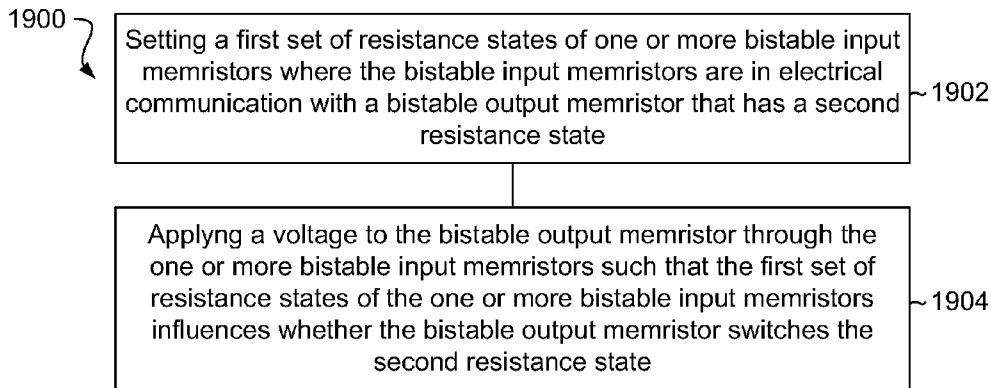 1900
Setting a first set of resistance states of one or more bistable input
memristors where the bistable input memristors are in electrical
communication with a bistable output memristor that has a second
resistance state
1902
Applyng a voltage to the bistable output memristor through the
one or more bistable input memristors such that the first set of
resistance states of the one or more bistable input memristors
influences whether the bistable output memristor switches the
second resistance state
1904